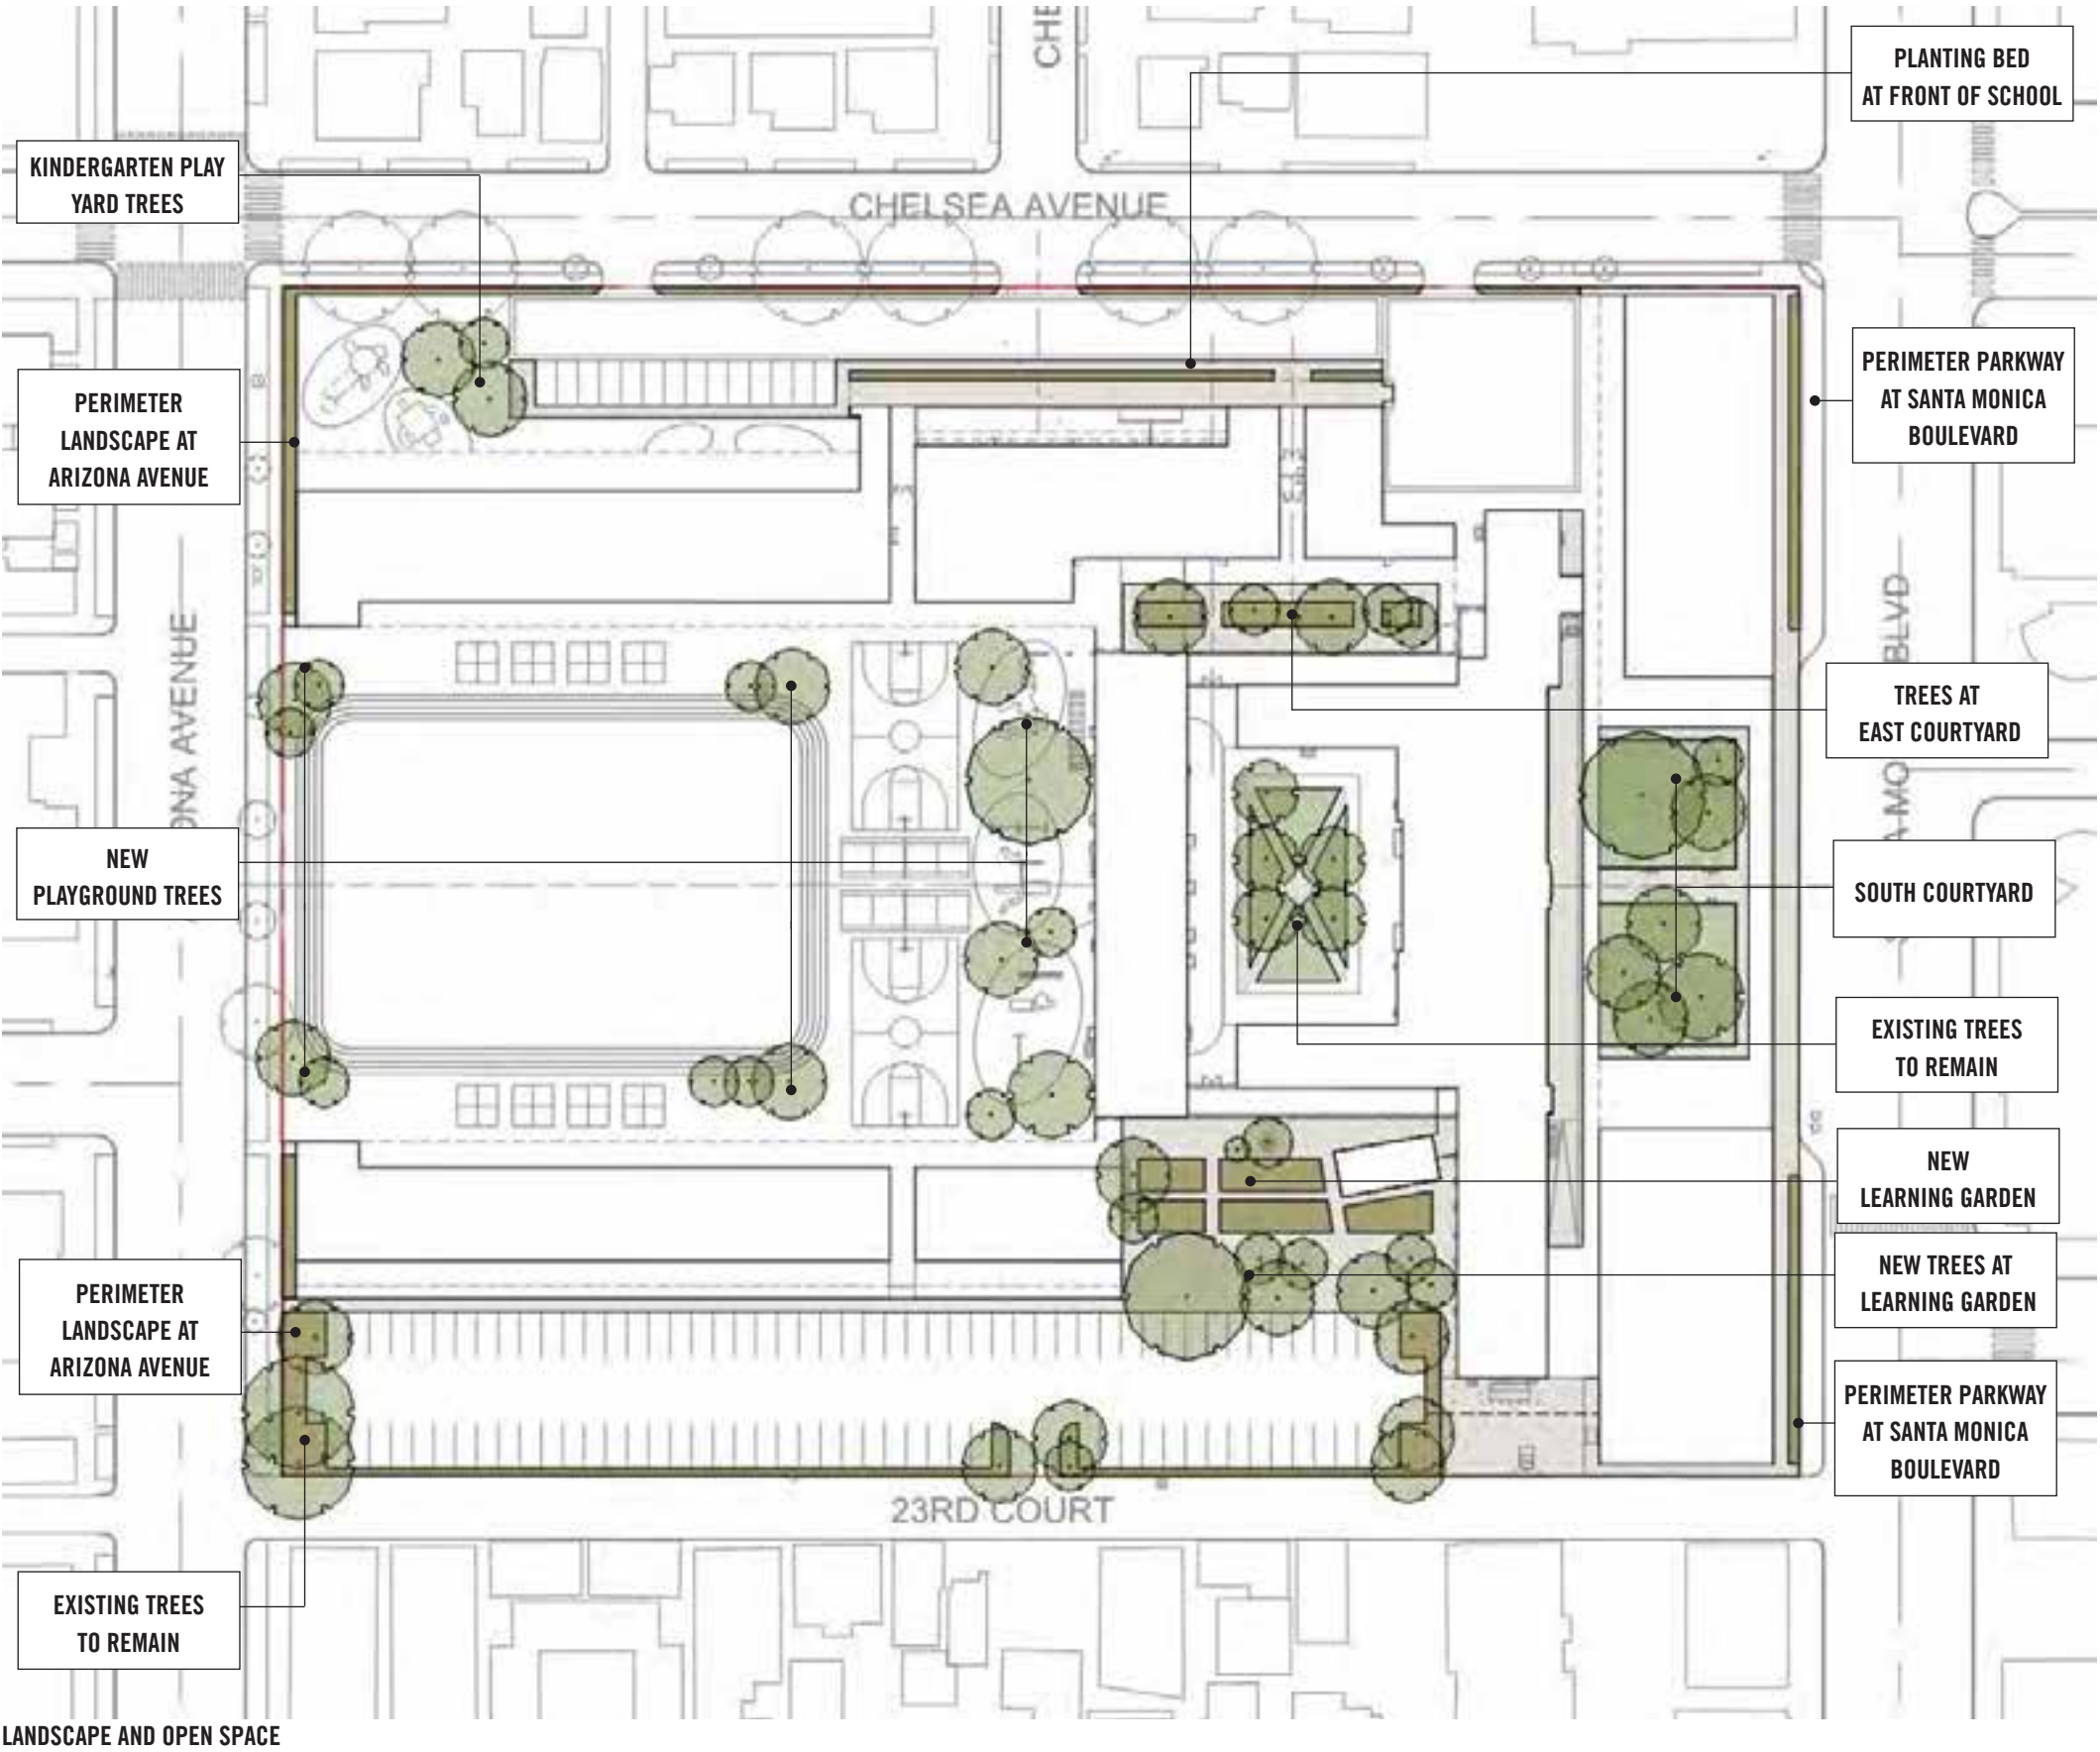 PLANTING BED
AT FRONT OF SCHOOL
KINDERGARTEN PLAY
YARD TREES
CHELSEA AVENUE
PERIMETER PARKWAY
AT SANTA MONICA
BOULEVARD
PERIMETER
LANDSCAPE AT
ARIZONA AVENUE
ONA AVENUE
BLVD
TREES AT
EAST COURTYARD
NEW
PLAYGROUND TREES
SOUTH COURTYARD
EXISTING TREES
TO REMAIN
NEW
LEARNING GARDEN
NEW TREES AT
LEARNING GARDEN
PERIMETER
LANDSCAPE AT
ARIZONA AVENUE
PERIMETER PARKWAY
AT SANTA MONICA
BOULEVARD
23RD COURT
EXISTING TREES
TO REMAIN
LANDSCAPE AND OPEN SPACE